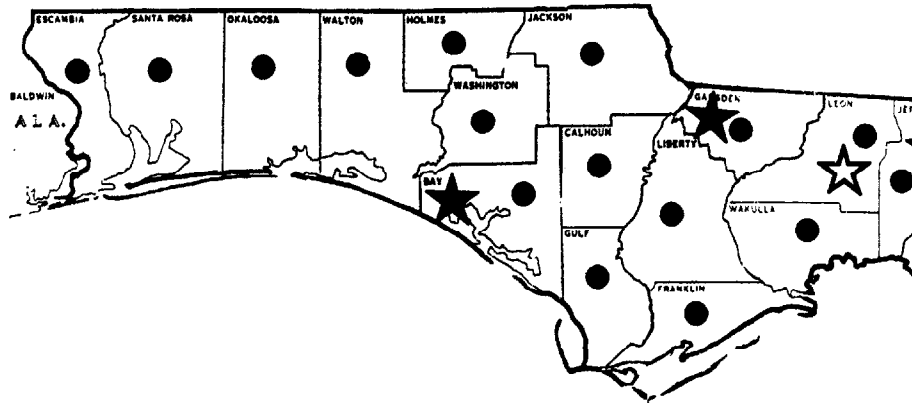 ESCAMBIA
SANTA ROSA
OKALOOSA
WALTON
HOLMES
JACKSON
WASHINGTON
BALDWIN
ALA.
GADSDEN
LEON
CALHOUN
LIBERTY
BAY
WAKULLA
GULF
FRANKLIN